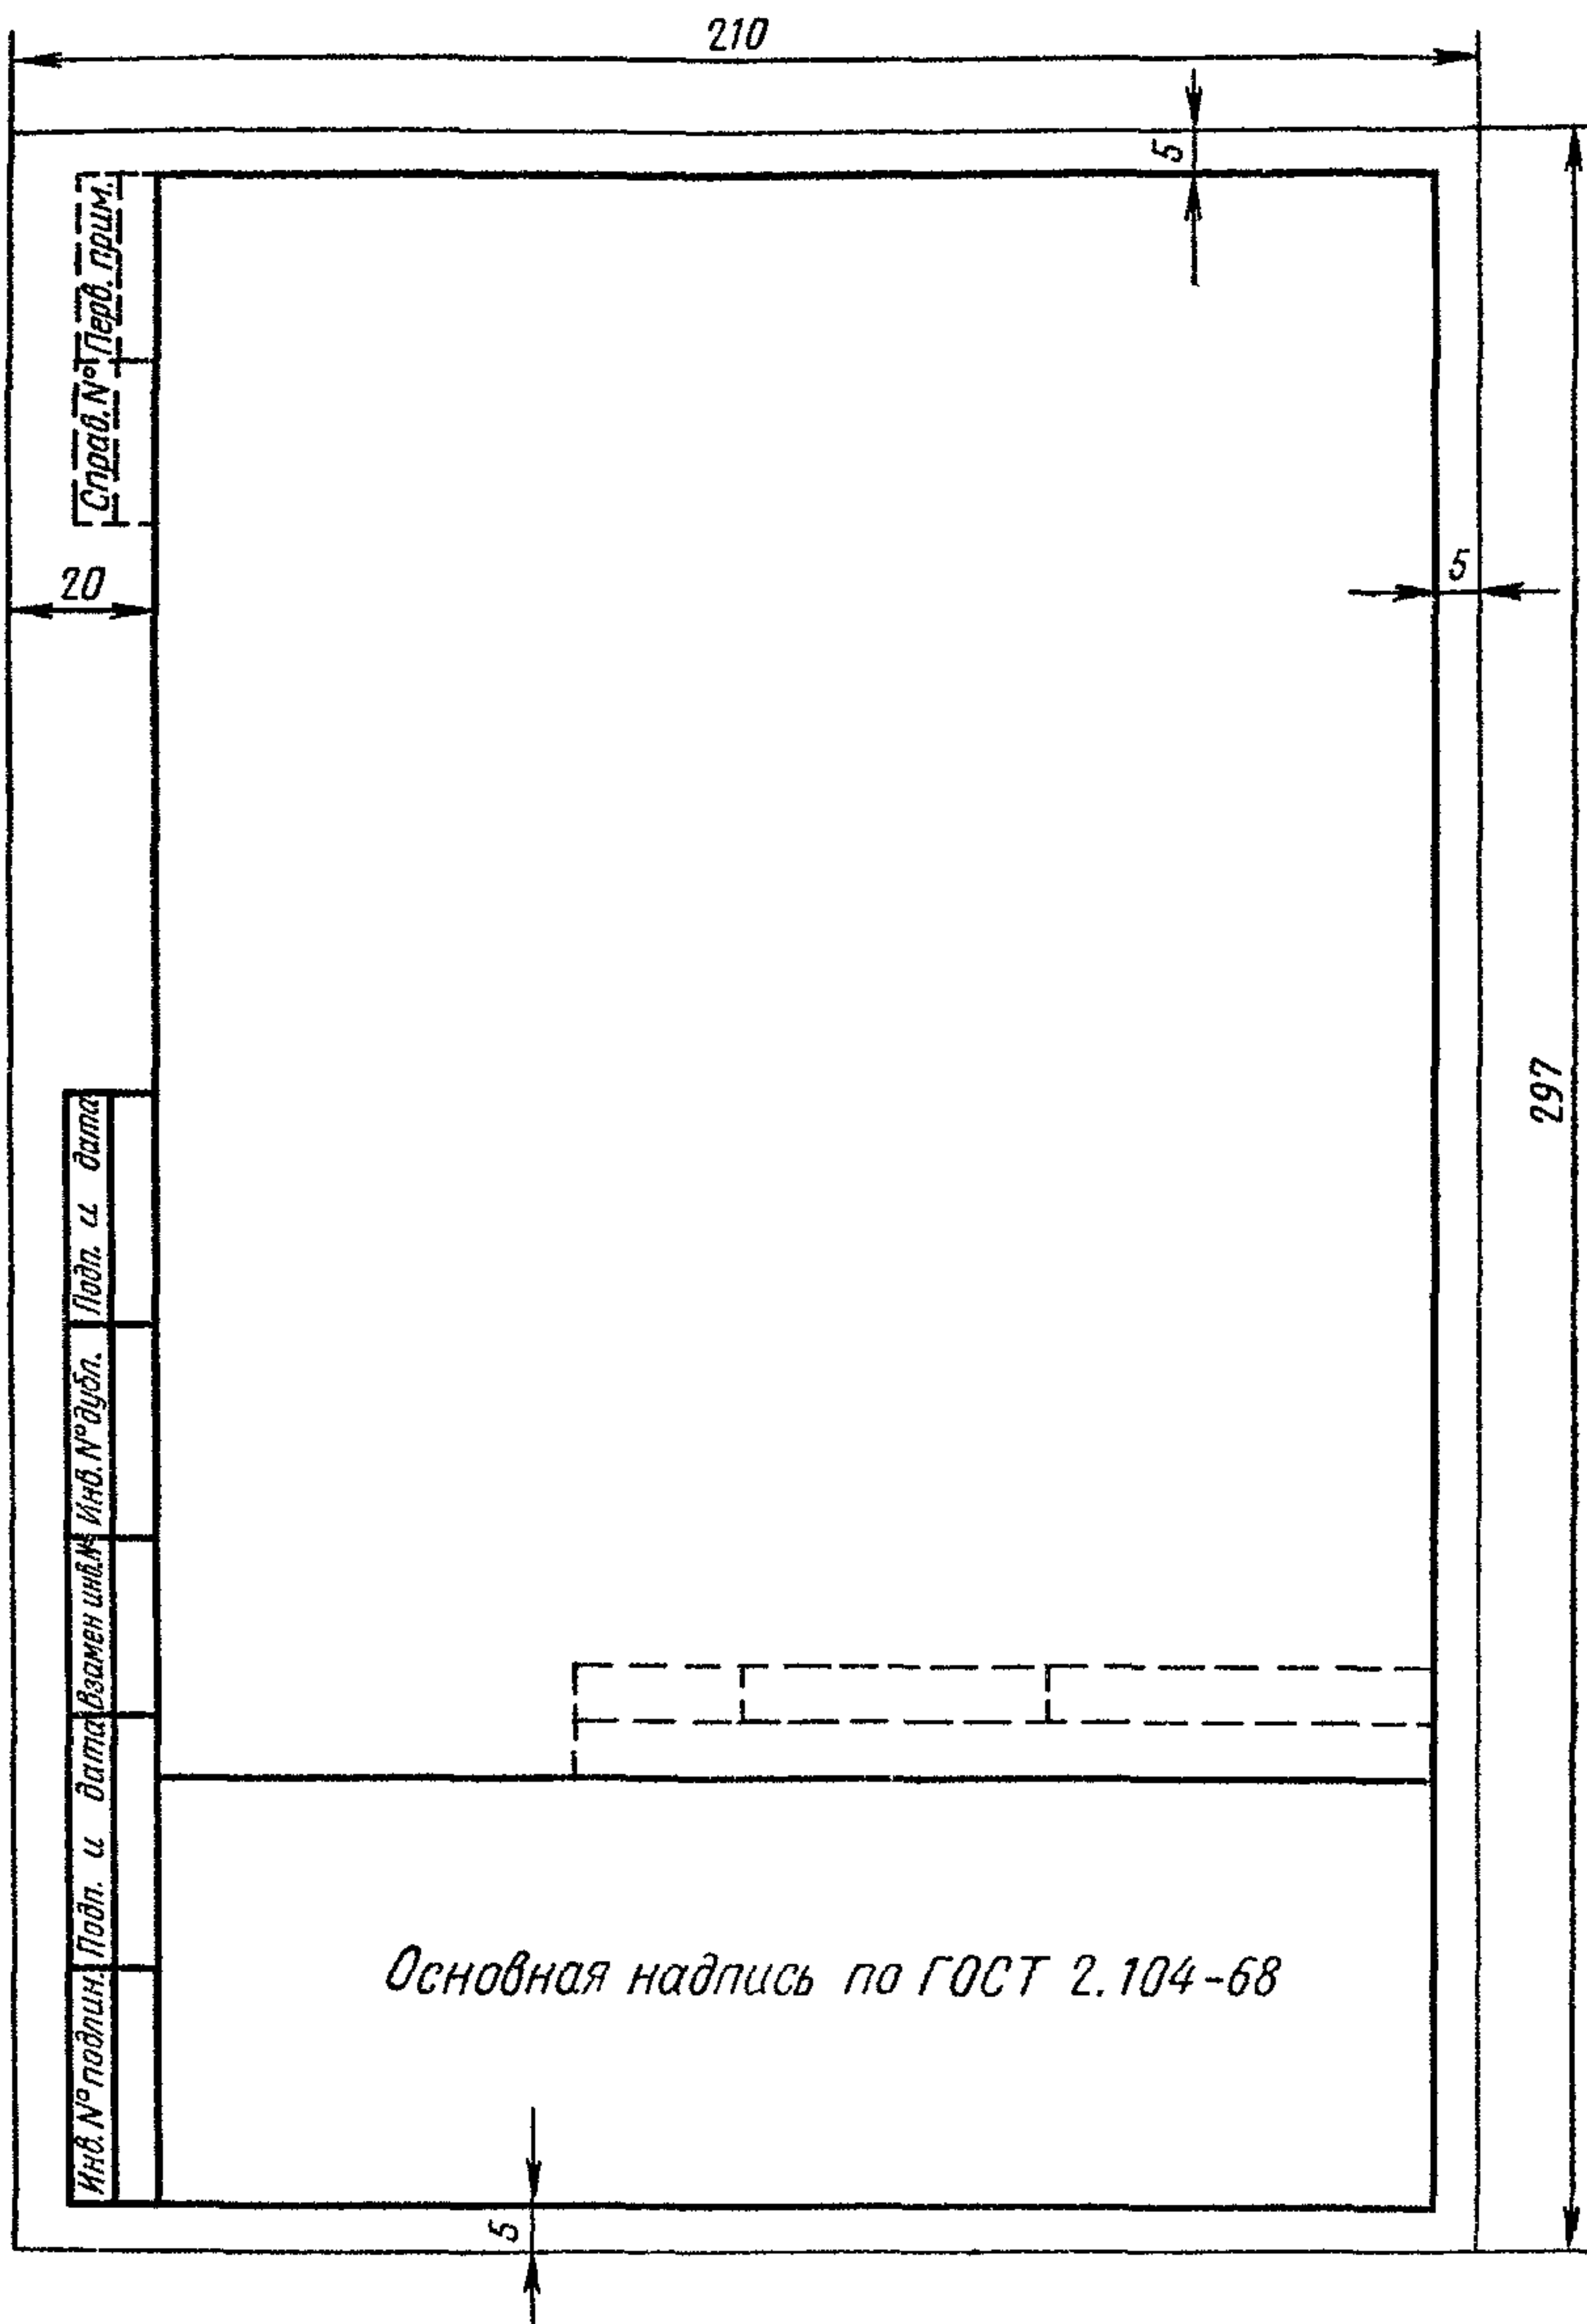 210
5
Перв. прим.
Справ. №
20
5
297
Подп. и дата
Инв. № дубл.
Взамен инв. №
Подп. и дата
Инв. № подлин.
Основная надпись по ГОСТ 2.104-68
5